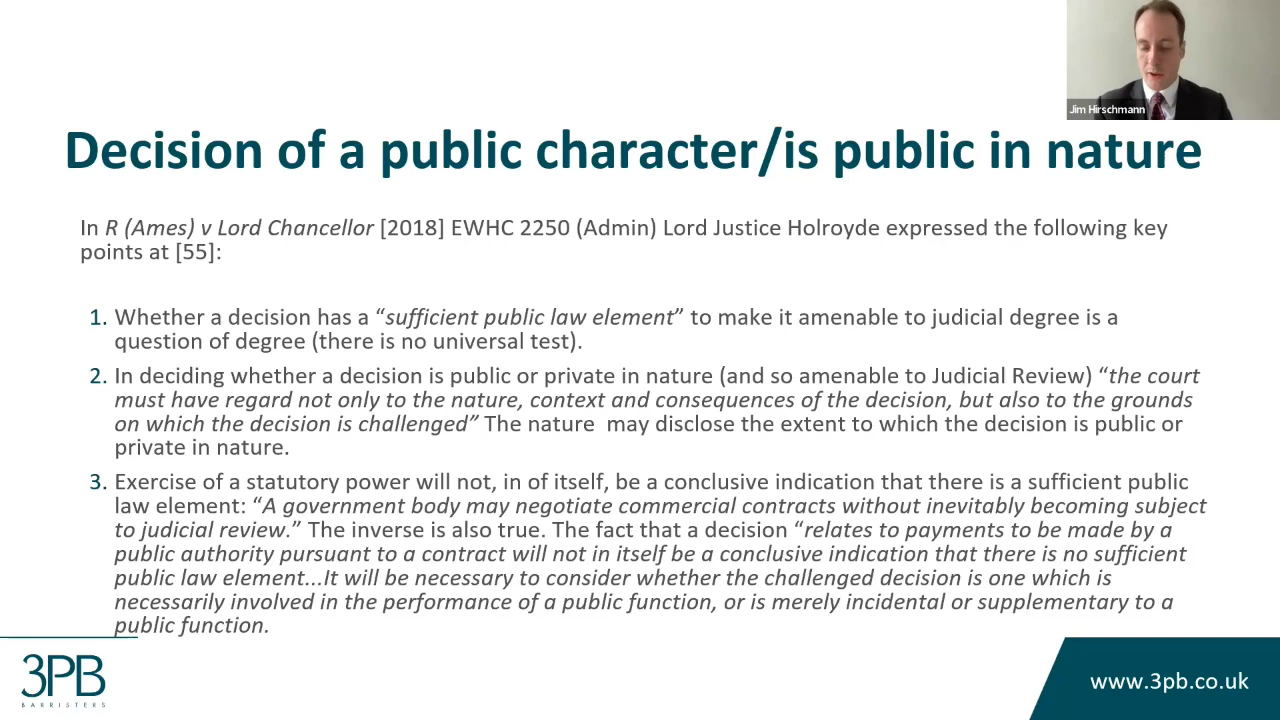 Jim Hirschmann
Decision of a public character/is public in nature
In R (Ames) v Lord Chancellor [2018] EWHC 2250 (Admin) Lord Justice Holroyde expressed the following key
points at [55]:
1. Whether a decision has a “sufficient public law element” to make it amenable to judicial degree is a
question of degree (there is no universal test).
2. In deciding whether a decision is public or private in nature (and so amenable to Judicial Review) “the court
must have regard not only to the nature, context and consequences of the decision, but also to the grounds
on which the decision is challenged” The nature may disclose the extent to which the decision is public or
private in nature.
3. Exercise of a statutory power will not, in of itself, be a conclusive indication that there is a sufficient public
law element: “A government body may negotiate commercial contracts without inevitably becoming subject
to judicial review.” The inverse is also true. The fact that a decision “relates to payments to be made by a
public authority pursuant to a contract will not in itself be a conclusive indication that there is no sufficient
public law element...It will be necessary to consider whether the challenged decision is one which is
necessarily involved in the performance of a public function, or is merely incidental or supplementary to a
public function.
3PB
BARRISTERS
www.3pb.co.uk